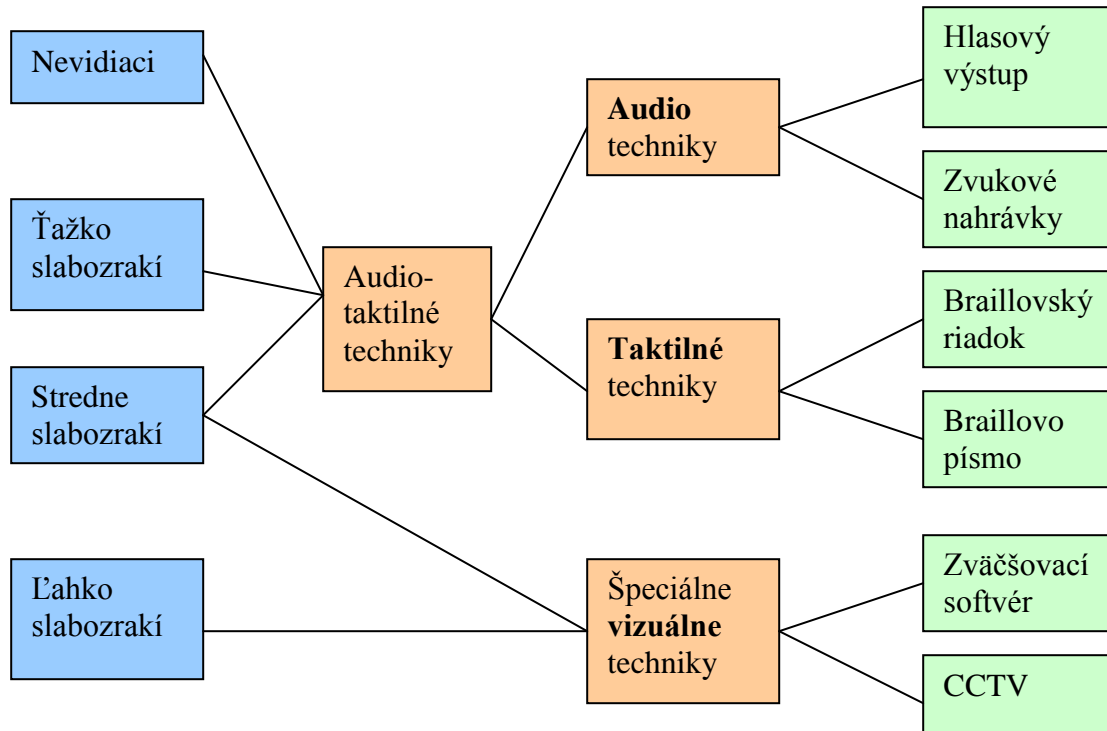 Nevidiaci
Ťažko
slabozrakí
Stredne
slabozrakí
Ľahko
slabozrakí
Audio-
taktilné
techniky
Audio
techniky
Taktilné
techniky
Špeciálne
vizuálne
techniky
Hlasový
výstup
Zvukové
nahrávky
Braillovský
riadok
Braillovo
písmo
Zväčšovací
softvér
CCTV